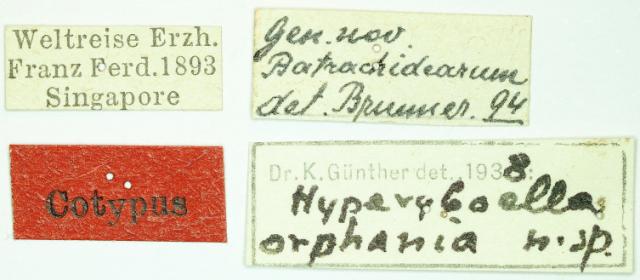 Weltreise Erzh.
Franz Ferd. 1893
Singapore
Gen. nov.
Batrachidearum
det. Brunner. 94
Cotypus
Dr. K. Günther det., 1938:
Hyperyboëlla
orphania n. sp.